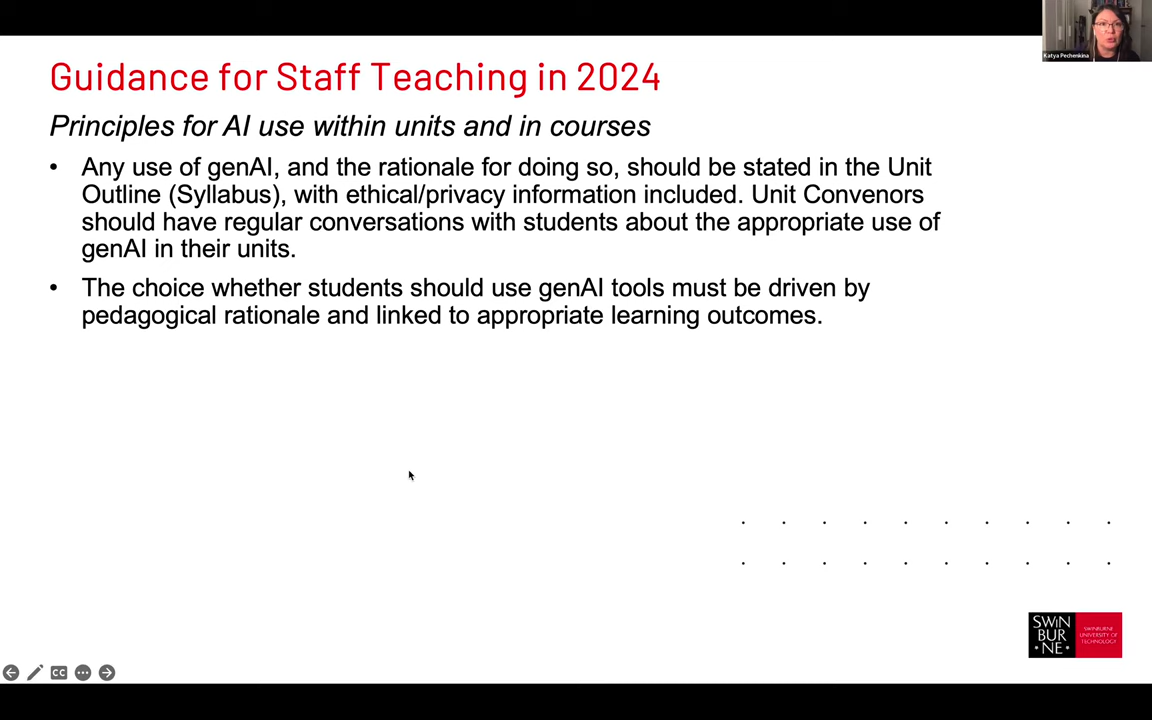 Katya Pechenkina
Guidance for Staff Teaching in 2024
Principles for AI use within units and in courses
• Any use of genAI, and the rationale for doing so, should be stated in the Unit
Outline (Syllabus), with ethical/privacy information included. Unit Convenors
should have regular conversations with students about the appropriate use of
genAI in their units.
• The choice whether students should use genAI tools must be driven by
pedagogical rationale and linked to appropriate learning outcomes.
SWIN
BUR
NE
SWINBURNE
UNIVERSITY OF
TECHNOLOGY
CC